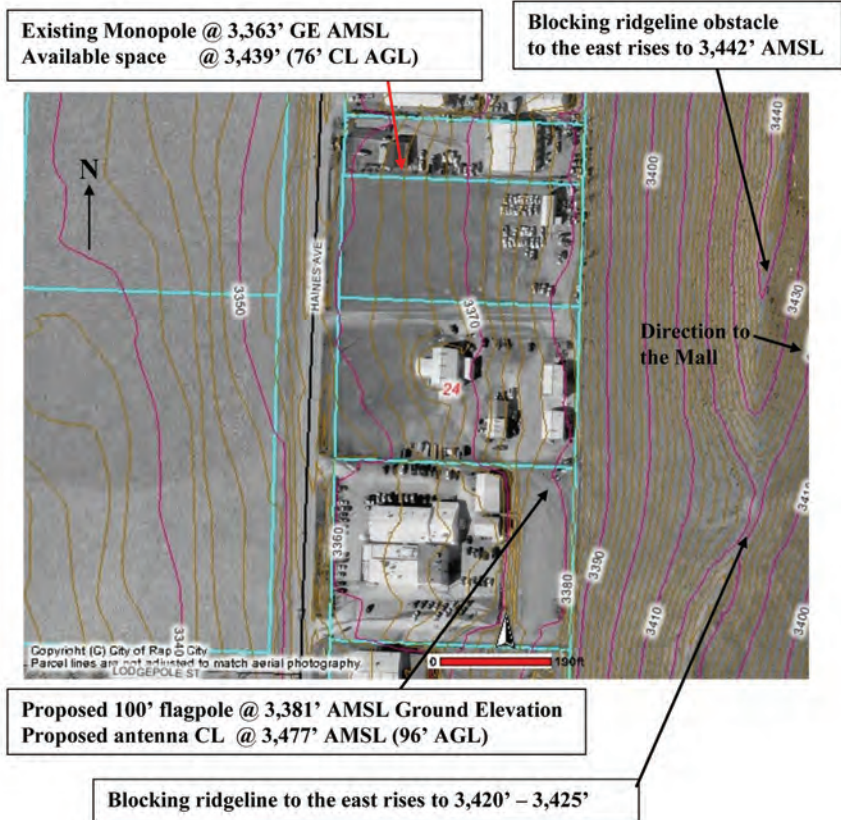 Existing Monopole @ 3,363’ GE AMSL
Available space @ 3,439’ (76’ CL AGL)
Blocking ridgeline obstacle
to the east rises to 3,442’ AMSL
N
3440
3400
HAINES AVE
3350
3430
3370
Direction to
the Mall
24
3410
3360
3380
3390
3410
3400
3340
Copyright (C) City of Rapid City
Parcel lines are not adjusted to match aerial photography.
LODGEPOLE ST
0 190ft
Proposed 100’ flagpole @ 3,381’ AMSL Ground Elevation
Proposed antenna CL @ 3,477’ AMSL (96’ AGL)
Blocking ridgeline to the east rises to 3,420’ – 3,425’